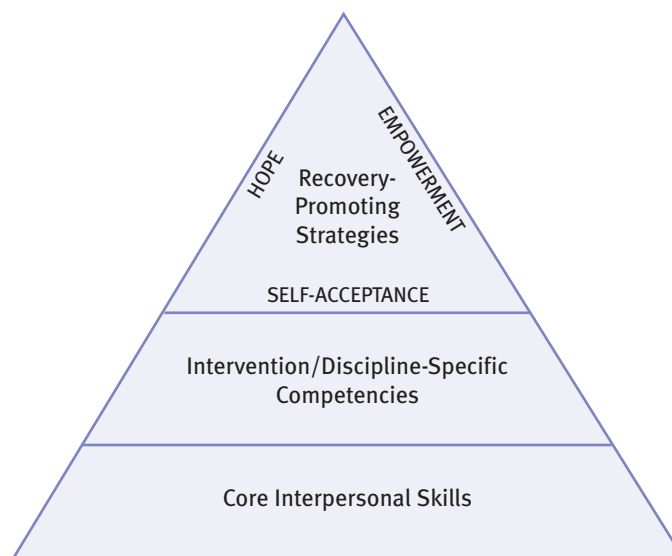 HOPE
EMPOWERMENT
Recovery-
Promoting
Strategies
SELF-ACCEPTANCE
Intervention/Discipline-Specific
Competencies
Core Interpersonal Skills